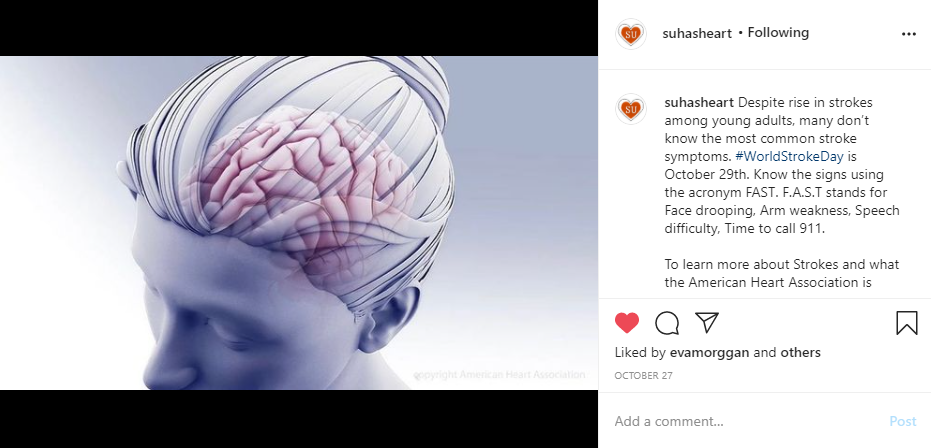 suhasheart • Following
suhasheart Despite rise in strokes
among young adults, many don't
know the most common stroke
symptoms. #WorldStrokeDay is
October 29th. Know the signs using
the acronym FAST. F.A.S.T stands for
Face drooping, Arm weakness, Speech
difficulty, Time to call 911.
To learn more about Strokes and what
the American Heart Association is
Liked by evamorggan and others
OCTOBER 27
Add a comment...
Post
SU
SU
copyright American Heart Association